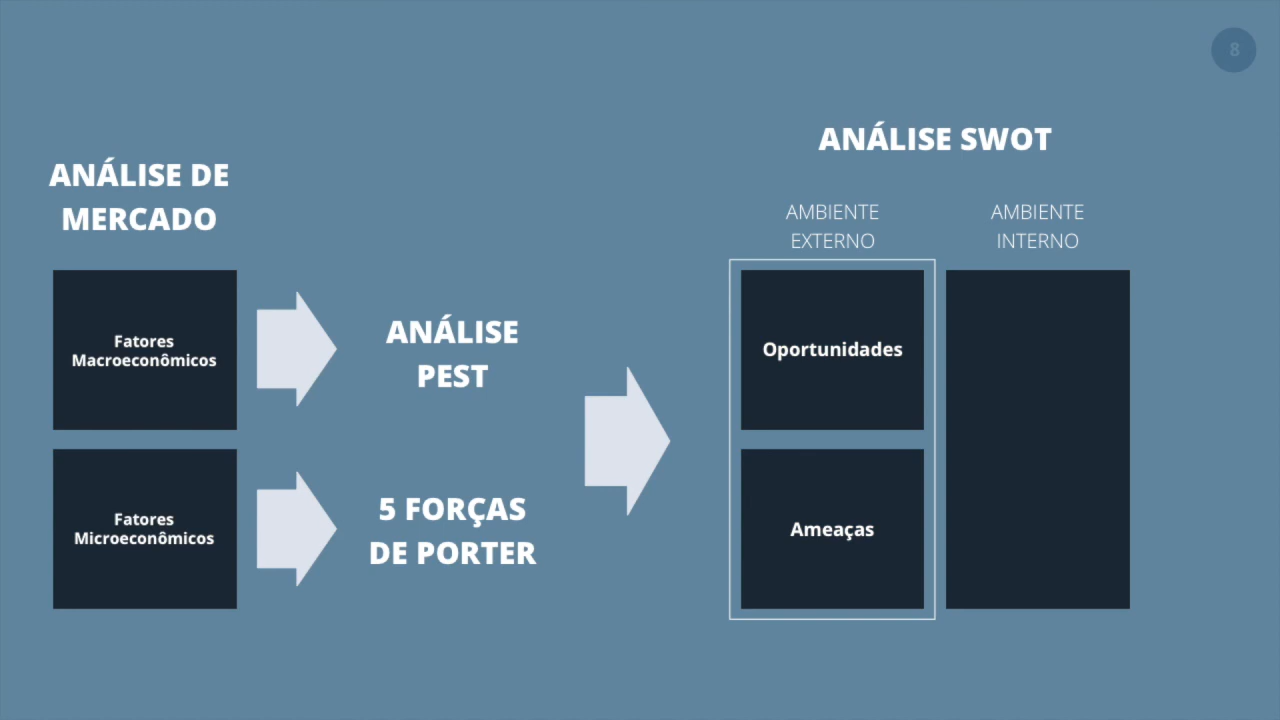 8
ANÁLISE DE
MERCADO
Fatores
Macroeconômicos
Fatores
Microeconômicos
ANÁLISE
PEST
5 FORÇAS
DE PORTER
ANÁLISE SWOT
AMBIENTE
EXTERNO
AMBIENTE
INTERNO
Oportunidades
Ameaças